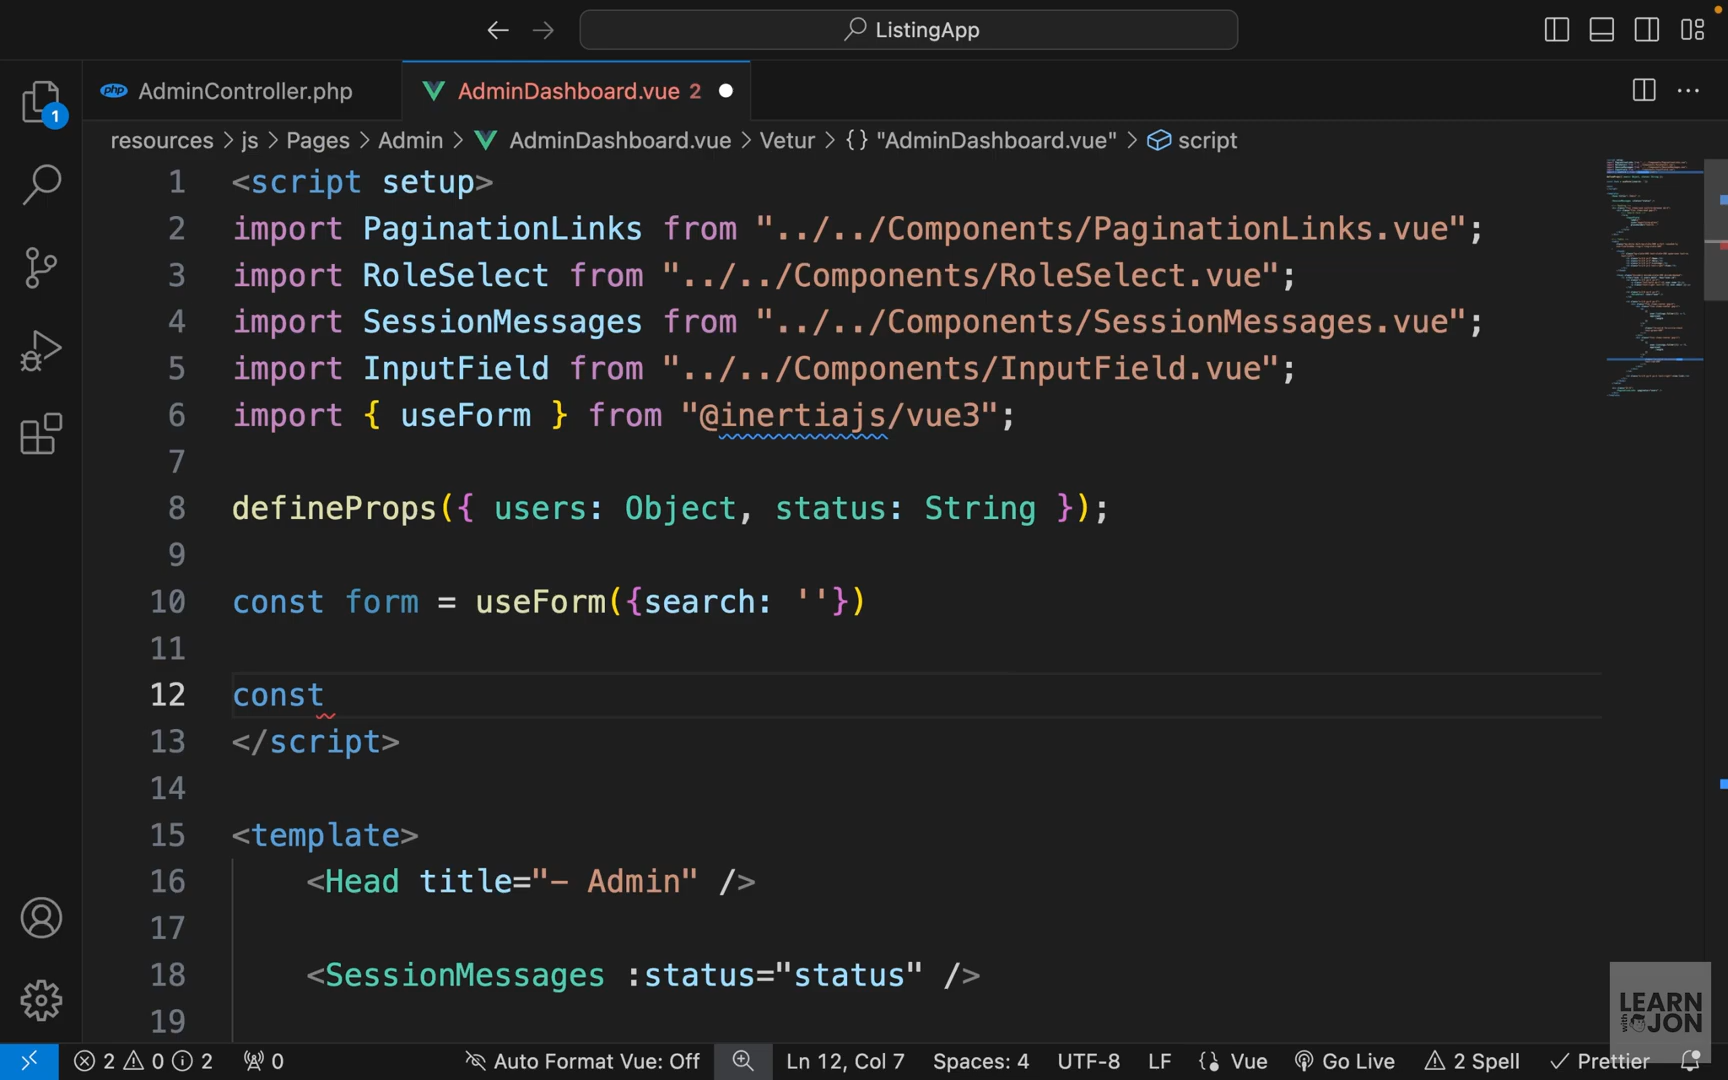 ListingApp
AdminController.php
AdminDashboard.vue 2
resources > js > Pages > Admin > AdminDashboard.vue > Vetur > {} "AdminDashboard.vue" > script
1 <script setup>
2 import PaginationLinks from "../../Components/PaginationLinks.vue";
3 import RoleSelect from "../../Components/RoleSelect.vue";
4 import SessionMessages from "../../Components/SessionMessages.vue";
5 import InputField from "../../Components/InputField.vue";
6 import { useForm } from "@inertiajs/vue3";
7
8 defineProps({ users: Object, status: String });
9
10 const form = useForm({search: ''})
11
12 const
13 </script>
14
15 <template>
16 <Head title="- Admin" />
17
18 <SessionMessages :status="status" />
19
1
php
LEARN
with JON
2 0 2 0 Auto Format Vue: Off Ln 12, Col 7 Spaces: 4 UTF-8 LF Vue Go Live 2 Spell Prettier